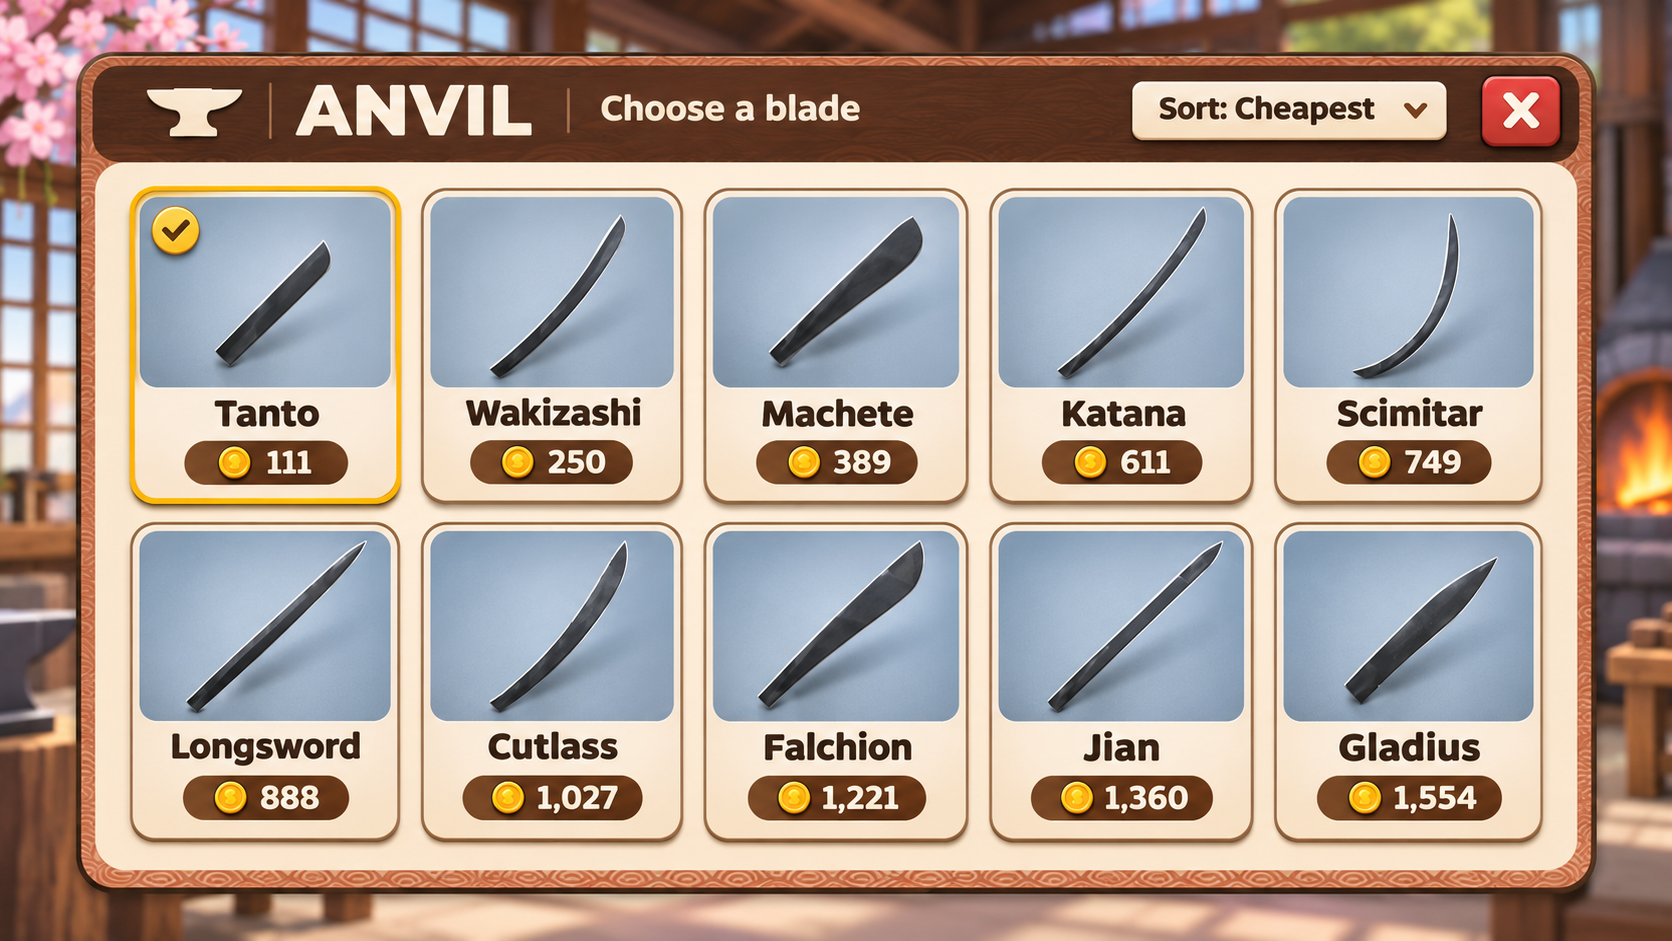 ANVIL
Choose a blade
Sort: Cheapest
Tanto
111
Wakizashi
250
Machete
389
Katana
611
Scimitar
749
Longsword
888
Cutlass
1,027
Falchion
1,221
Jian
1,360
Gladius
1,554